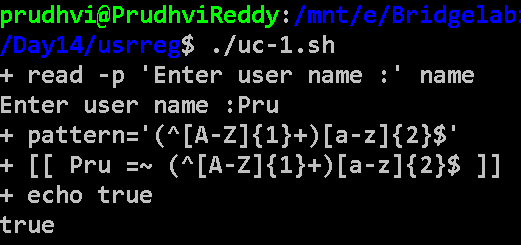 prudhvi@PrudhviReddy:/mnt/e/Bridgelabi
/Day14/usrreg$ ./uc-1.sh
+ read -p 'Enter user name :' name
Enter user name :Pru
+ pattern='(^[A-Z]{1}+)[a-z]{2}$'
+ [[ Pru =~ (^[A-Z]{1}+)[a-z]{2}$ ]]
+ echo true
true